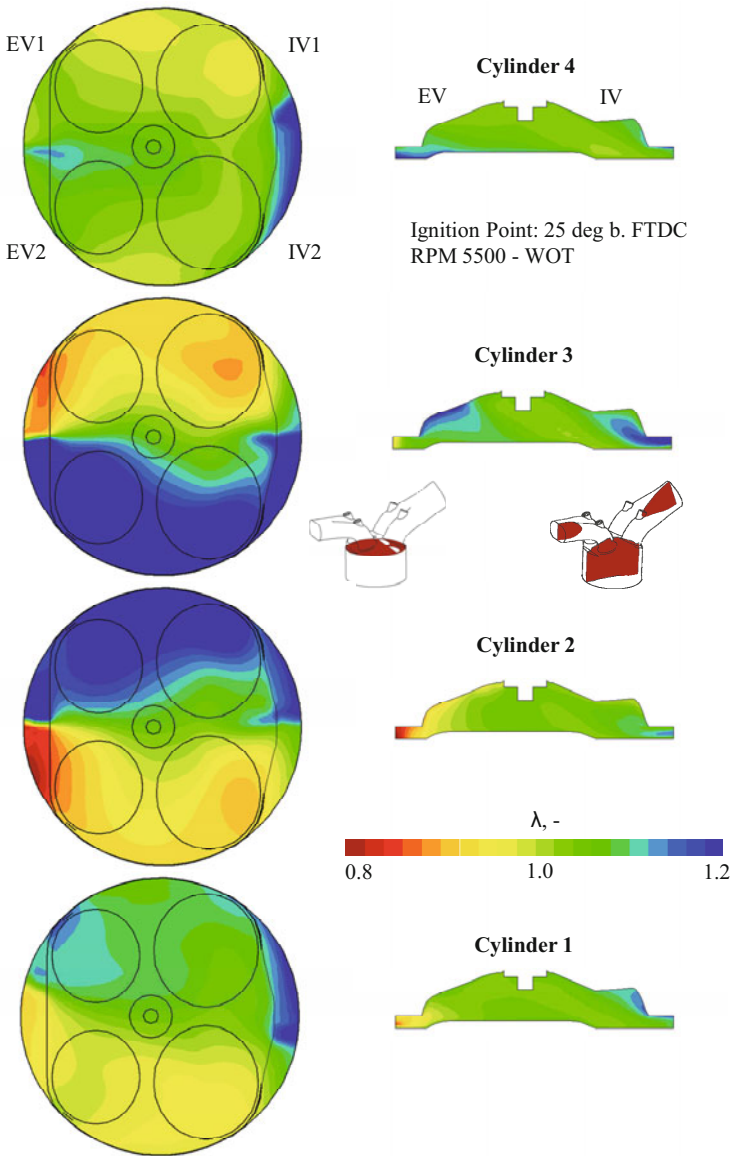 EV1
IV1
EV2
IV2
Cylinder 4
EV
IV
Ignition Point: 25 deg b. FTDC
RPM 5500 - WOT
Cylinder 3
Cylinder 2
λ, -
0.8
1.0
1.2
Cylinder 1